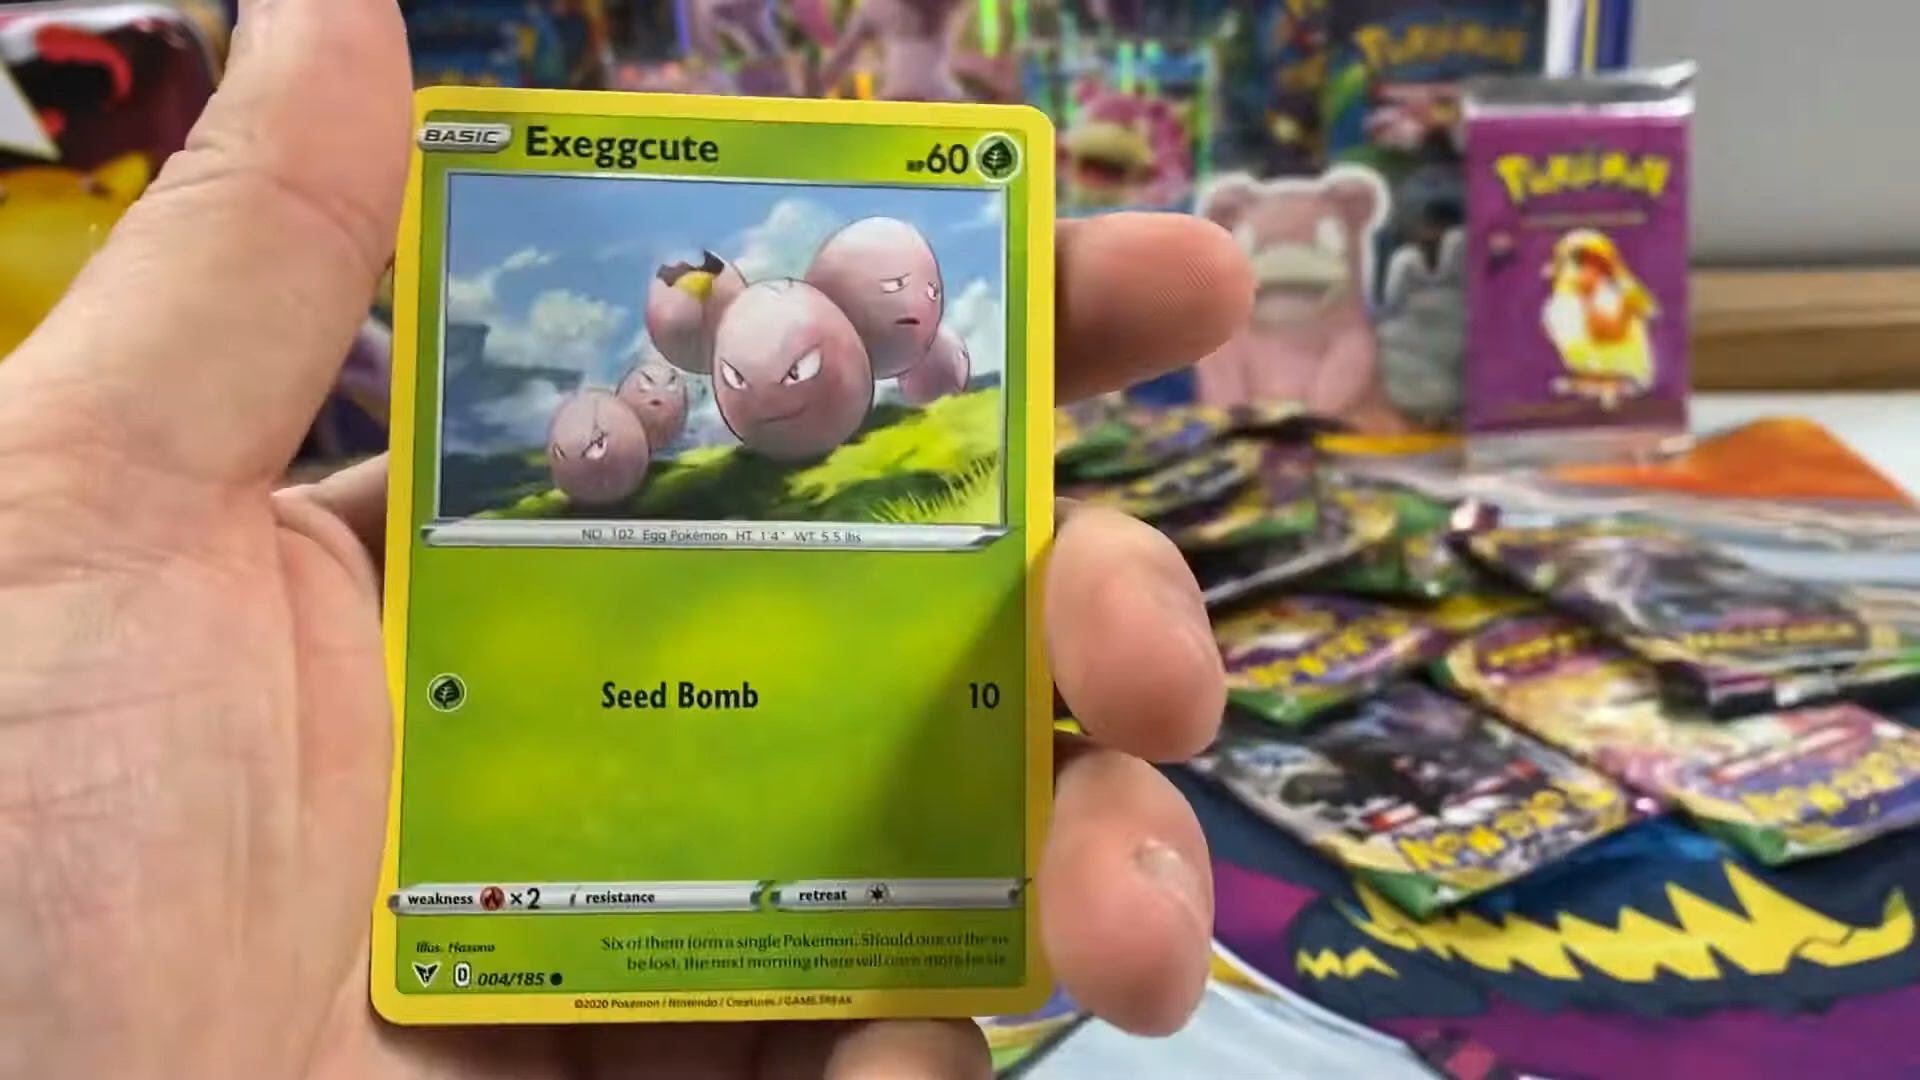 BASIC Exeggcute HP60
NO. 102 Egg Pokémon HT 1'4" WT 5.5 lbs
Seed Bomb 10
weakness ×2 resistance retreat
Illus. Hasuno
Six of them form a single Pokémon. Should one of the six
be lost, the next morning there will once more be six.
D 004/185
©2020 Pokémon / Nintendo / Creatures / GAME FREAK
POKéMON
POKéMON